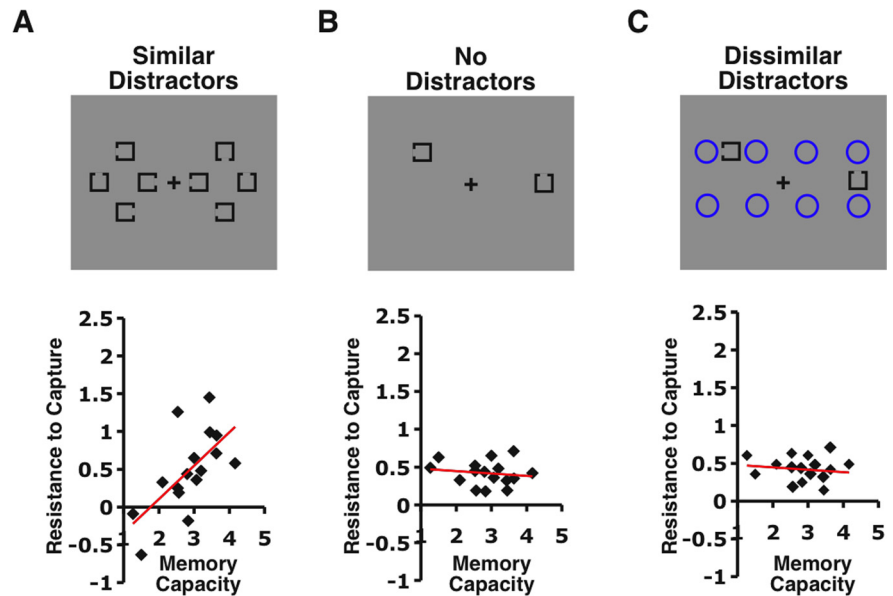 A
Similar
Distractors
B
No
Distractors
C
Dissimilar
Distractors
Resistance to Capture
2.5
2
1.5
1
0.5
0
-0.5
-1
2
3
4
5
Memory
Capacity
Resistance to Capture
2.5
2
1.5
1
0.5
0
-0.5
-1
1
2
3
4
5
Memory
Capacity
Resistance to Capture
2.5
2
1.5
1
0.5
0
-0.5
-1
1
2
3
4
5
Memory
Capacity